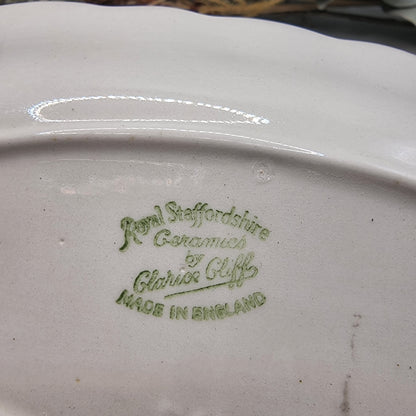 Royal Staffordshire
Ceramics
by
Clarice Cliff
MADE IN ENGLAND